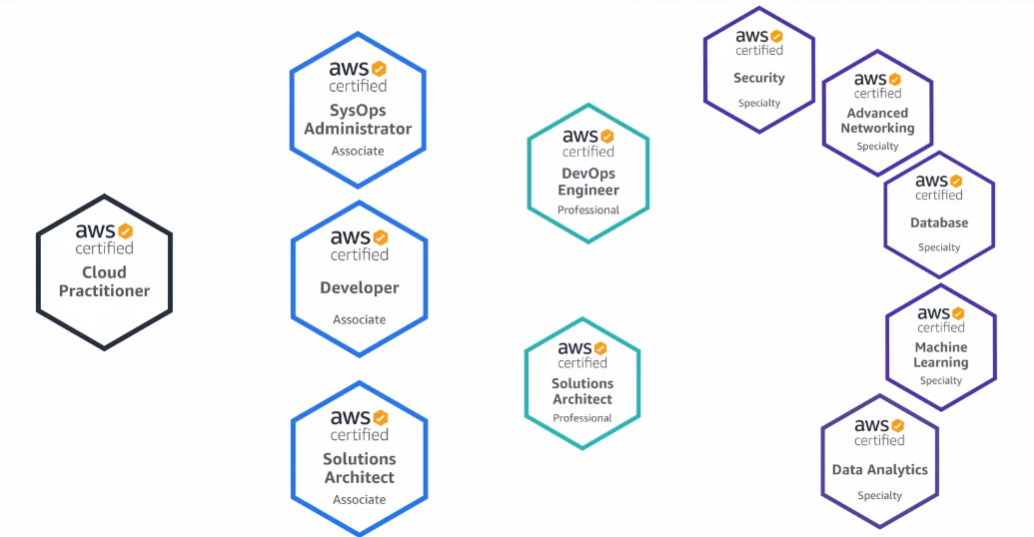 aws
certified
Cloud
Practitioner
aws
certified
SysOps
Administrator
Associate
aws
certified
Developer
Associate
aws
certified
Solutions
Architect
Associate
aws
certified
DevOps
Engineer
Professional
aws
certified
Solutions
Architect
Professional
aws
certified
Security
Specialty
aws
certified
Advanced
Networking
Specialty
aws
certified
Database
Specialty
aws
certified
Machine
Learning
Specialty
aws
certified
Data Analytics
Specialty